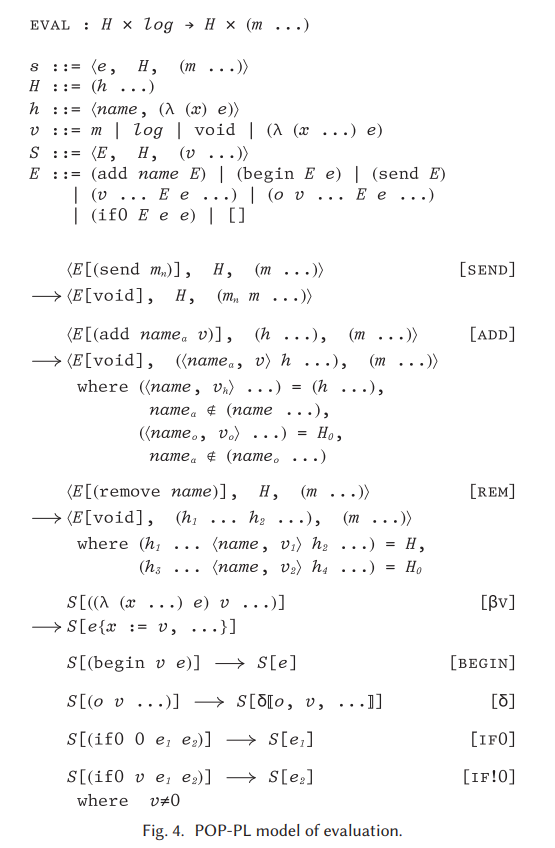 EVAL : H × log → H × (m ...)
s ::= ⟨e, H, (m ...)⟩
H ::= (h ...)
h ::= ⟨name, (λ (x) e)⟩
v ::= m | log | void | (λ (x ...) e)
S ::= ⟨E, H, (v ...)⟩
E ::= (add name E) | (begin E e) | (send E)
| (v ... E e ...) | (o v ... E e ...)
| (if0 E e e) | []
⟨E[(send mₙ)], H, (m ...)⟩ [SEND]
⟶ ⟨E[void], H, (mₙ m ...)⟩
⟨E[(add nameₐ v)], (h ...), (m ...)⟩ [ADD]
⟶ ⟨E[void], (⟨nameₐ, v⟩ h ...), (m ...)⟩
where (⟨name, vₕ⟩ ...) = (h ...),
nameₐ ∉ (name ...),
(⟨nameₒ, vₒ⟩ ...) = H₀,
nameₐ ∉ (nameₒ ...)
⟨E[(remove name)], H, (m ...)⟩ [REM]
⟶ ⟨E[void], (h₁ ... h₂ ...), (m ...)⟩
where (h₁ ... ⟨name, v₁⟩ h₂ ...) = H,
(h₃ ... ⟨name, v₂⟩ h₄ ...) = H₀
S[((λ (x ...) e) v ...)] [βV]
⟶ S[e{x := v, ...}]
S[(begin v e)] ⟶ S[e] [BEGIN]
S[(o v ...)] ⟶ S[δ⟦o, v, ...⟧] [δ]
S[(if0 0 e₁ e₂)] ⟶ S[e₁] [IF0]
S[(if0 v e₁ e₂)] ⟶ S[e₂] [IF!0]
where v≠0
Fig. 4. POP-PL model of evaluation.